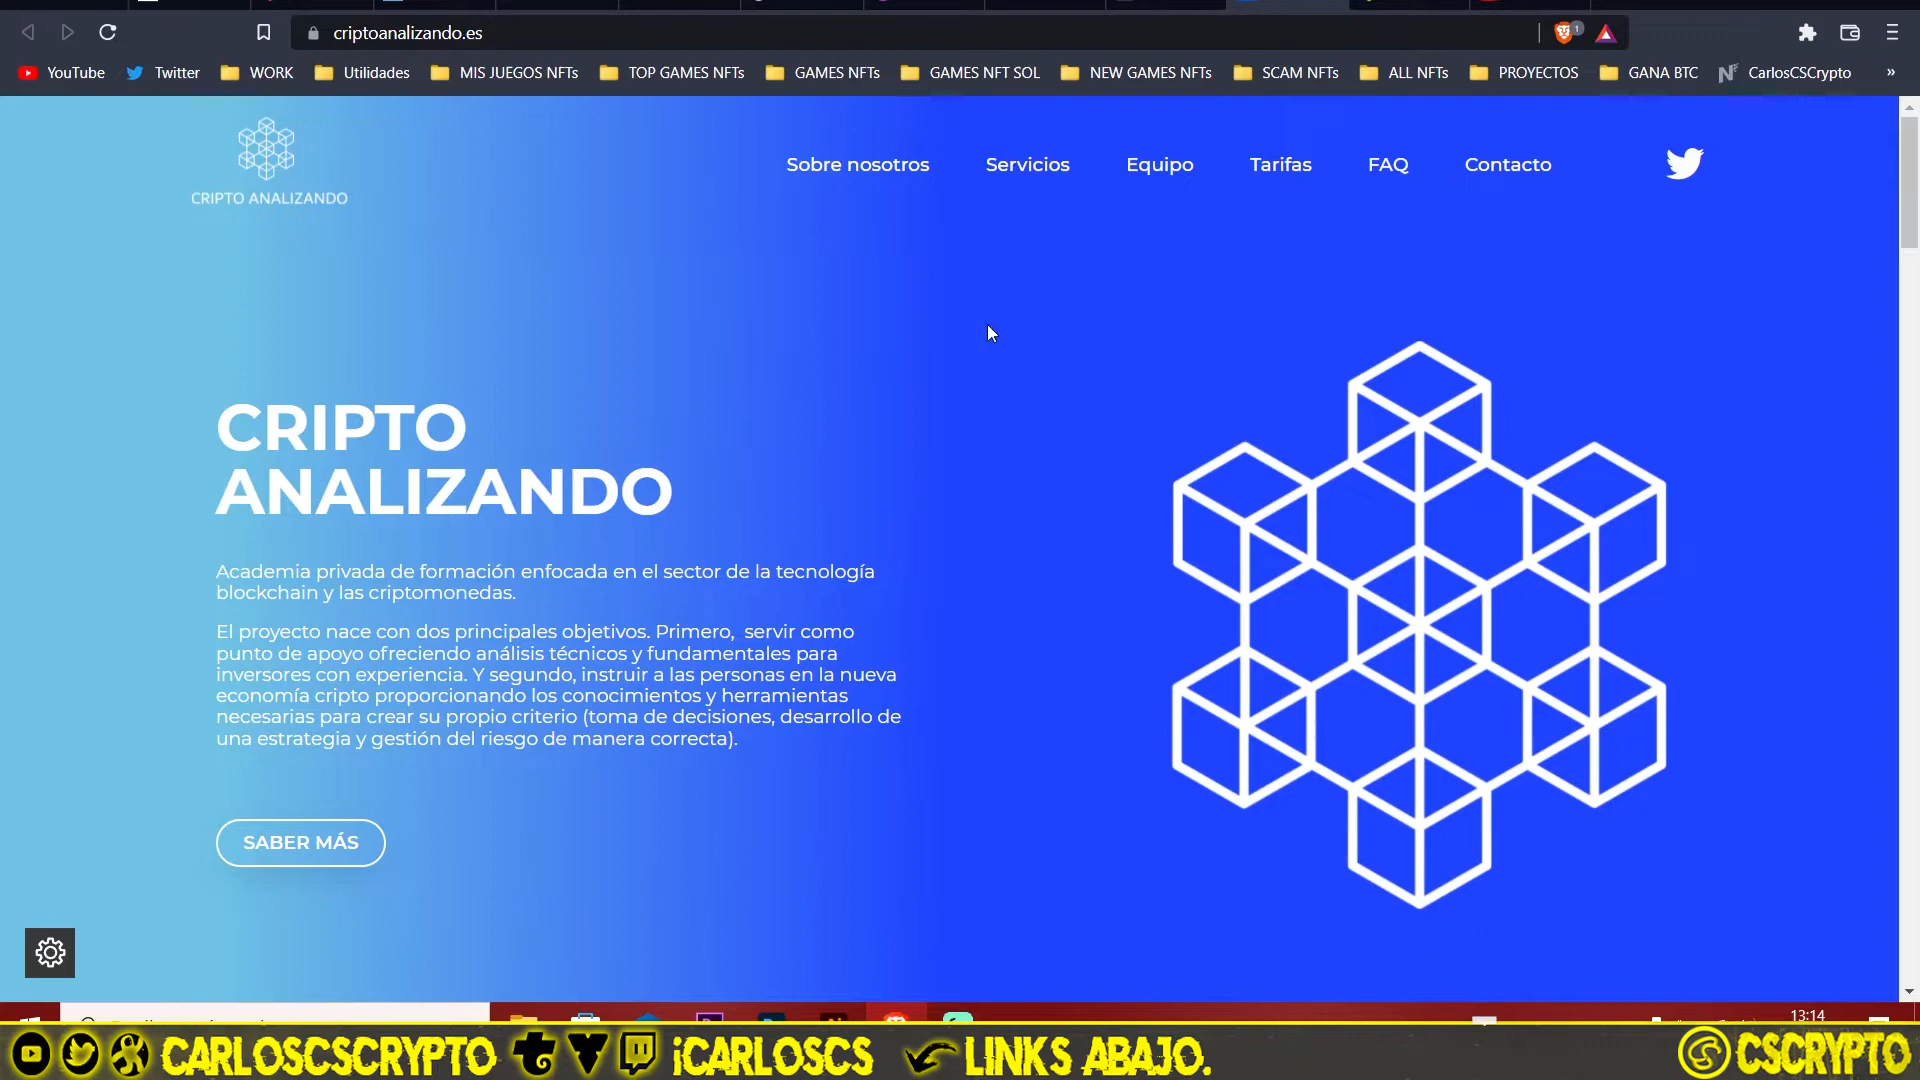 criptoanalizando.es
1
YouTube Twitter WORK Utilidades MIS JUEGOS NFTs TOP GAMES NFTs GAMES NFTs GAMES NFT SOL NEW GAMES NFTs SCAM NFTs ALL NFTs PROYECTOS GANA BTC CarlosCSCrypto »
CRIPTO ANALIZANDO
Sobre nosotros Servicios Equipo Tarifas FAQ Contacto
CRIPTO
ANALIZANDO
Academia privada de formación enfocada en el sector de la tecnología
blockchain y las criptomonedas.
El proyecto nace con dos principales objetivos. Primero, servir como
punto de apoyo ofreciendo análisis técnicos y fundamentales para
inversores con experiencia. Y segundo, instruir a las personas en la nueva
economía cripto proporcionando los conocimientos y herramientas
necesarias para crear su propio criterio (toma de decisiones, desarrollo de
una estrategia y gestión del riesgo de manera correcta).
SABER MÁS
13:14
CARLOSCSCRYPTO iCARLOSCS LINKS ABAJO. CSCRYPTO